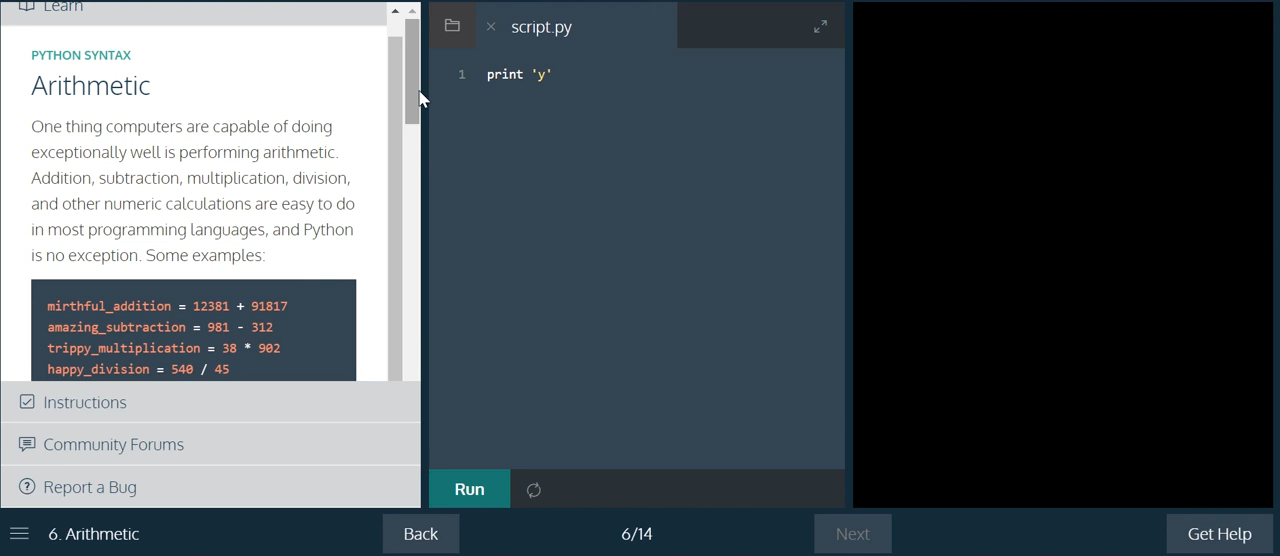 Learn
PYTHON SYNTAX
Arithmetic
One thing computers are capable of doing
exceptionally well is performing arithmetic.
Addition, subtraction, multiplication, division,
and other numeric calculations are easy to do
in most programming languages, and Python
is no exception. Some examples:
mirthful_addition = 12381 + 91817
amazing_subtraction = 981 - 312
trippy_multiplication = 38 * 902
happy_division = 540 / 45
Instructions
Community Forums
Report a Bug
script.py
1 print 'y'
Run
6. Arithmetic
Back
6/14
Next
Get Help